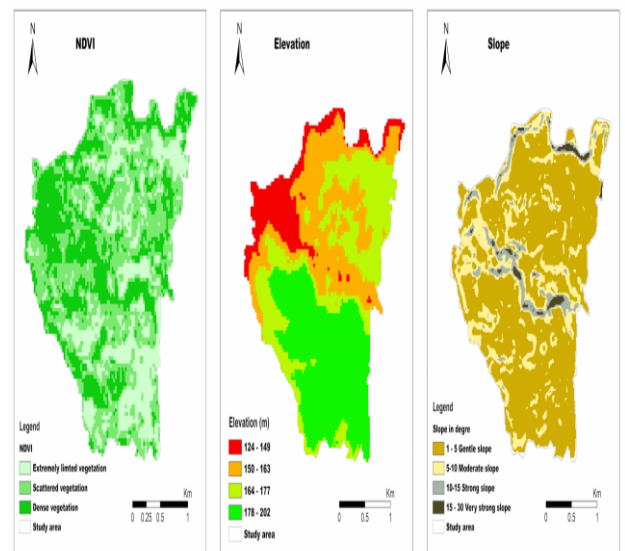 N
NDVI
Legend
NDVI
Extremely limted vegetation
Scattered vegetation
Dense vegetation
Study area
Km
0 0.25 0.5 1
N
Elevation
Elevation (m)
124 - 149
150 - 163
164 - 177
178 - 202
Km
0 0.5 1
N
Slope
Legend
Slope in degre
1 - 5 Gentle slope
5-10 Moderate slope
10-15 Strong slope
15 - 30 Very strong slope
Study area
Km
0 0.5 1